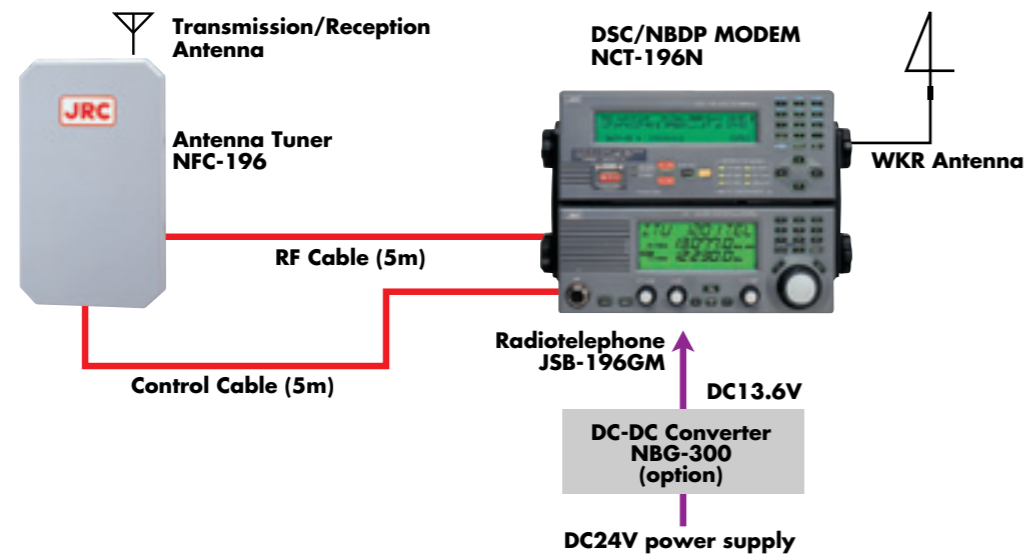 Transmission/Reception
Antenna
DSC/NBDP MODEM
NCT-196N
JRC
Antenna Tuner
NFC-196
WKR Antenna
JRC
RF Cable (5m)
Radiotelephone
JSB-196GM
Control Cable (5m)
DC13.6V
DC-DC Converter
NBG-300
(option)
DC24V power supply